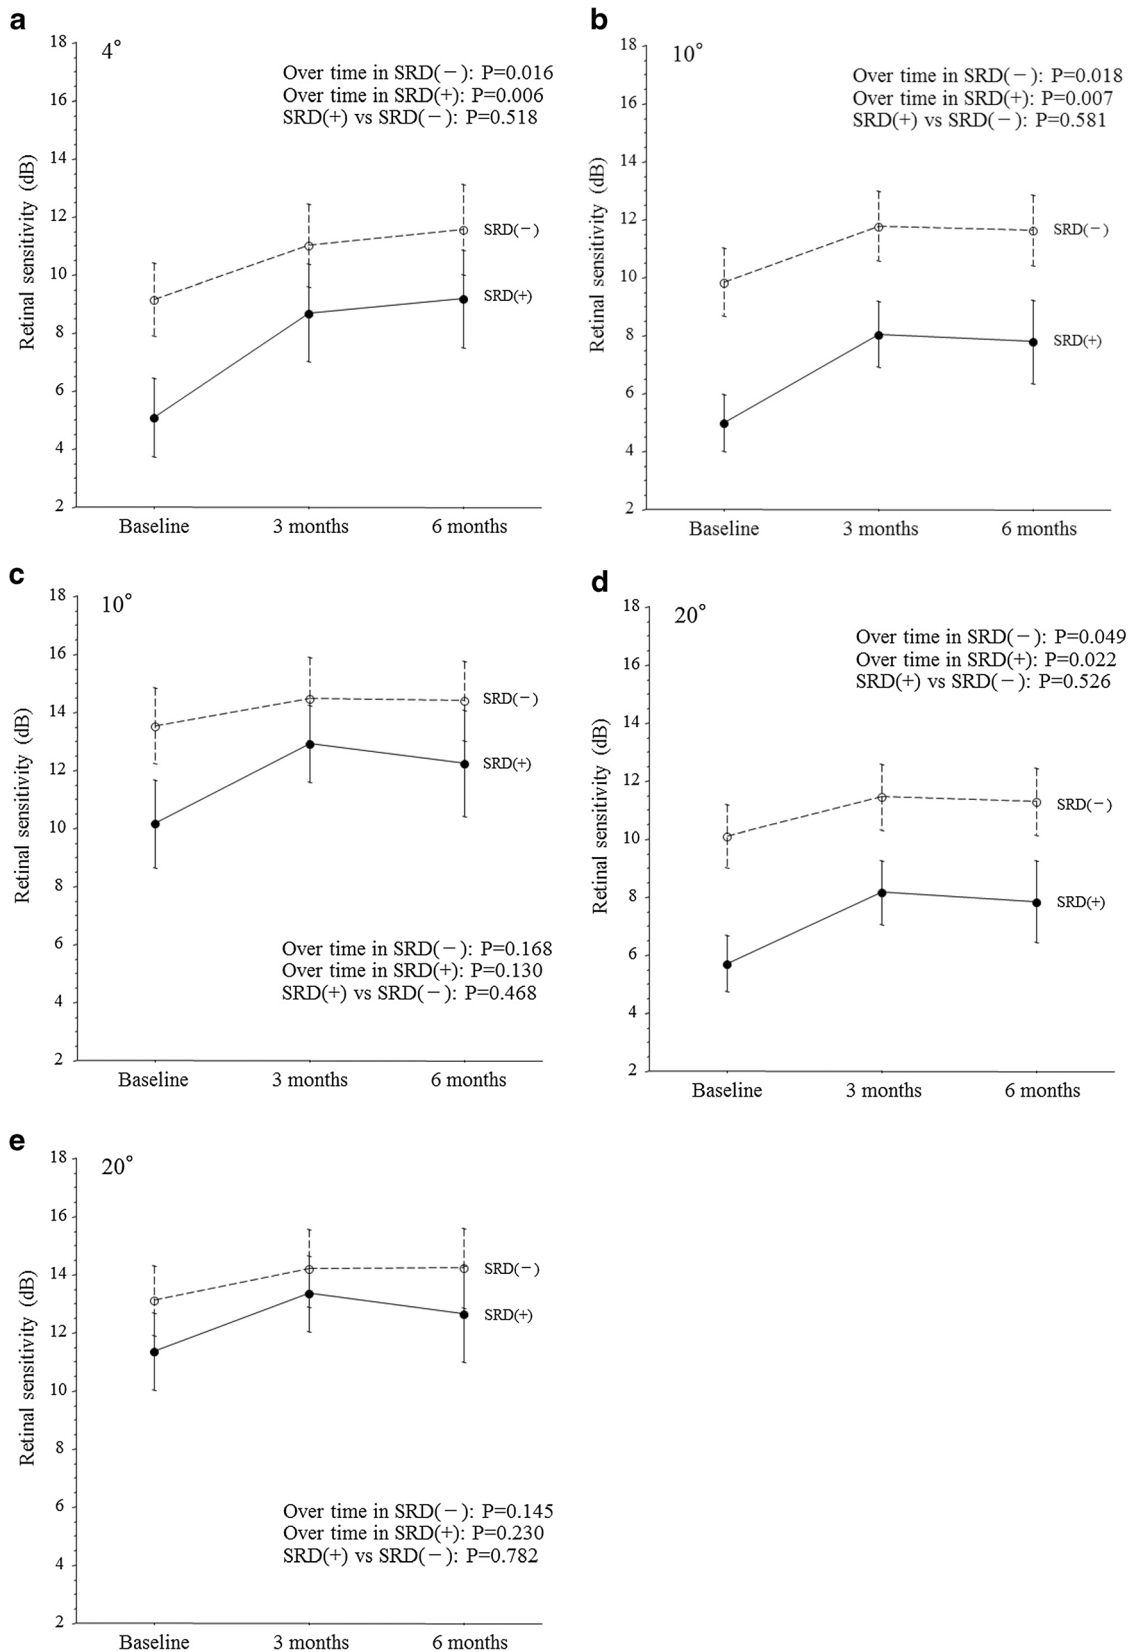 a
4°
Over time in SRD(−): P=0.016
Over time in SRD(+): P=0.006
SRD(+) vs SRD(−): P=0.518
Retinal sensitivity (dB)
18
16
14
12
10
8
6
4
2
SRD(−)
SRD(+)
Baseline 3 months 6 months
b
10°
Over time in SRD(−): P=0.018
Over time in SRD(+): P=0.007
SRD(+) vs SRD(−): P=0.581
Retinal sensitivity (dB)
18
16
14
12
10
8
6
4
2
SRD(−)
SRD(+)
Baseline 3 months 6 months
c
10°
Retinal sensitivity (dB)
18
16
14
12
10
8
6
4
2
SRD(−)
SRD(+)
Over time in SRD(−): P=0.168
Over time in SRD(+): P=0.130
SRD(+) vs SRD(−): P=0.468
Baseline 3 months 6 months
d
20°
Over time in SRD(−): P=0.049
Over time in SRD(+): P=0.022
SRD(+) vs SRD(−): P=0.526
Retinal sensitivity (dB)
18
16
14
12
10
8
6
4
2
SRD(−)
SRD(+)
Baseline 3 months 6 months
e
20°
Retinal sensitivity (dB)
18
16
14
12
10
8
6
4
2
SRD(−)
SRD(+)
Over time in SRD(−): P=0.145
Over time in SRD(+): P=0.230
SRD(+) vs SRD(−): P=0.782
Baseline 3 months 6 months